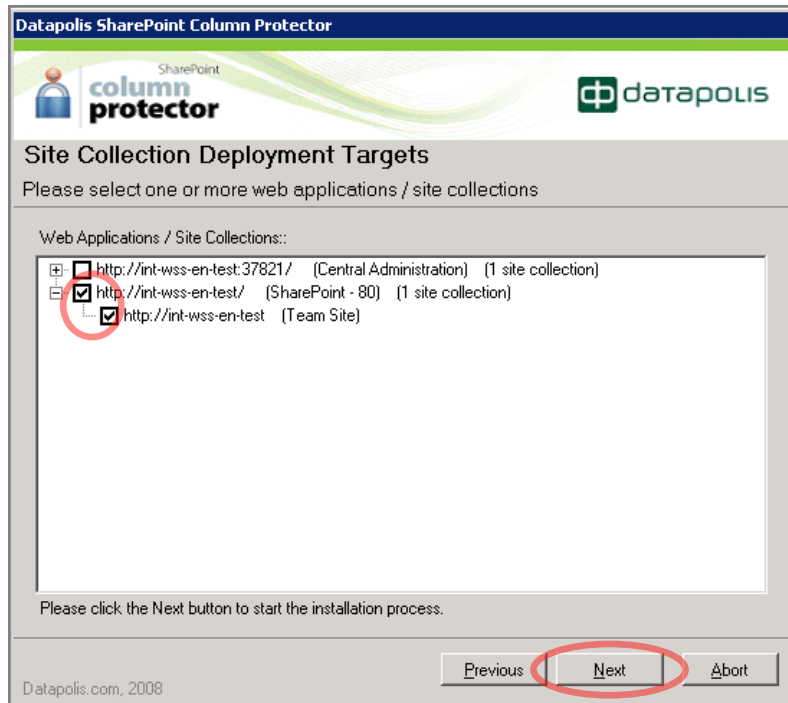 Datapolis SharePoint Column Protector
SharePoint
column
protector
datapolis
Site Collection Deployment Targets
Please select one or more web applications / site collections
Web Applications / Site Collections::
http://int-wss-en-test:37821/ (Central Administration) (1 site collection)
http://int-wss-en-test/ (SharePoint - 80) (1 site collection)
http://int-wss-en-test (Team Site)
Please click the Next button to start the installation process.
Previous Next Abort
Datapolis.com, 2008